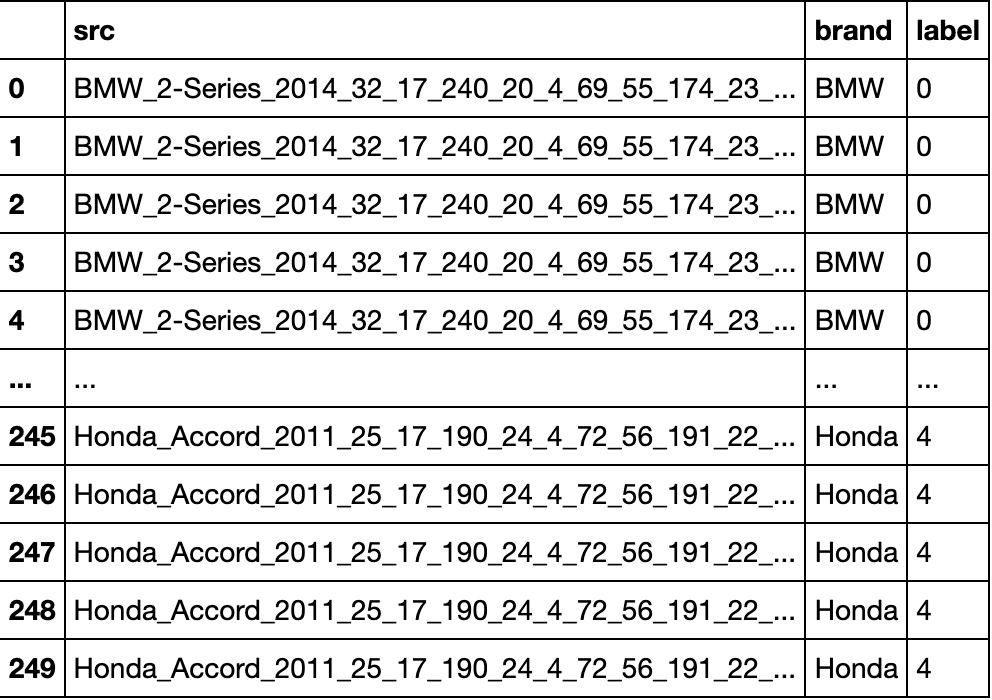 src brand label
0 BMW_2-Series_2014_32_17_240_20_4_69_55_174_23_... BMW 0
1 BMW_2-Series_2014_32_17_240_20_4_69_55_174_23_... BMW 0
2 BMW_2-Series_2014_32_17_240_20_4_69_55_174_23_... BMW 0
3 BMW_2-Series_2014_32_17_240_20_4_69_55_174_23_... BMW 0
4 BMW_2-Series_2014_32_17_240_20_4_69_55_174_23_... BMW 0
... ... ... ...
245 Honda_Accord_2011_25_17_190_24_4_72_56_191_22_... Honda 4
246 Honda_Accord_2011_25_17_190_24_4_72_56_191_22_... Honda 4
247 Honda_Accord_2011_25_17_190_24_4_72_56_191_22_... Honda 4
248 Honda_Accord_2011_25_17_190_24_4_72_56_191_22_... Honda 4
249 Honda_Accord_2011_25_17_190_24_4_72_56_191_22_... Honda 4